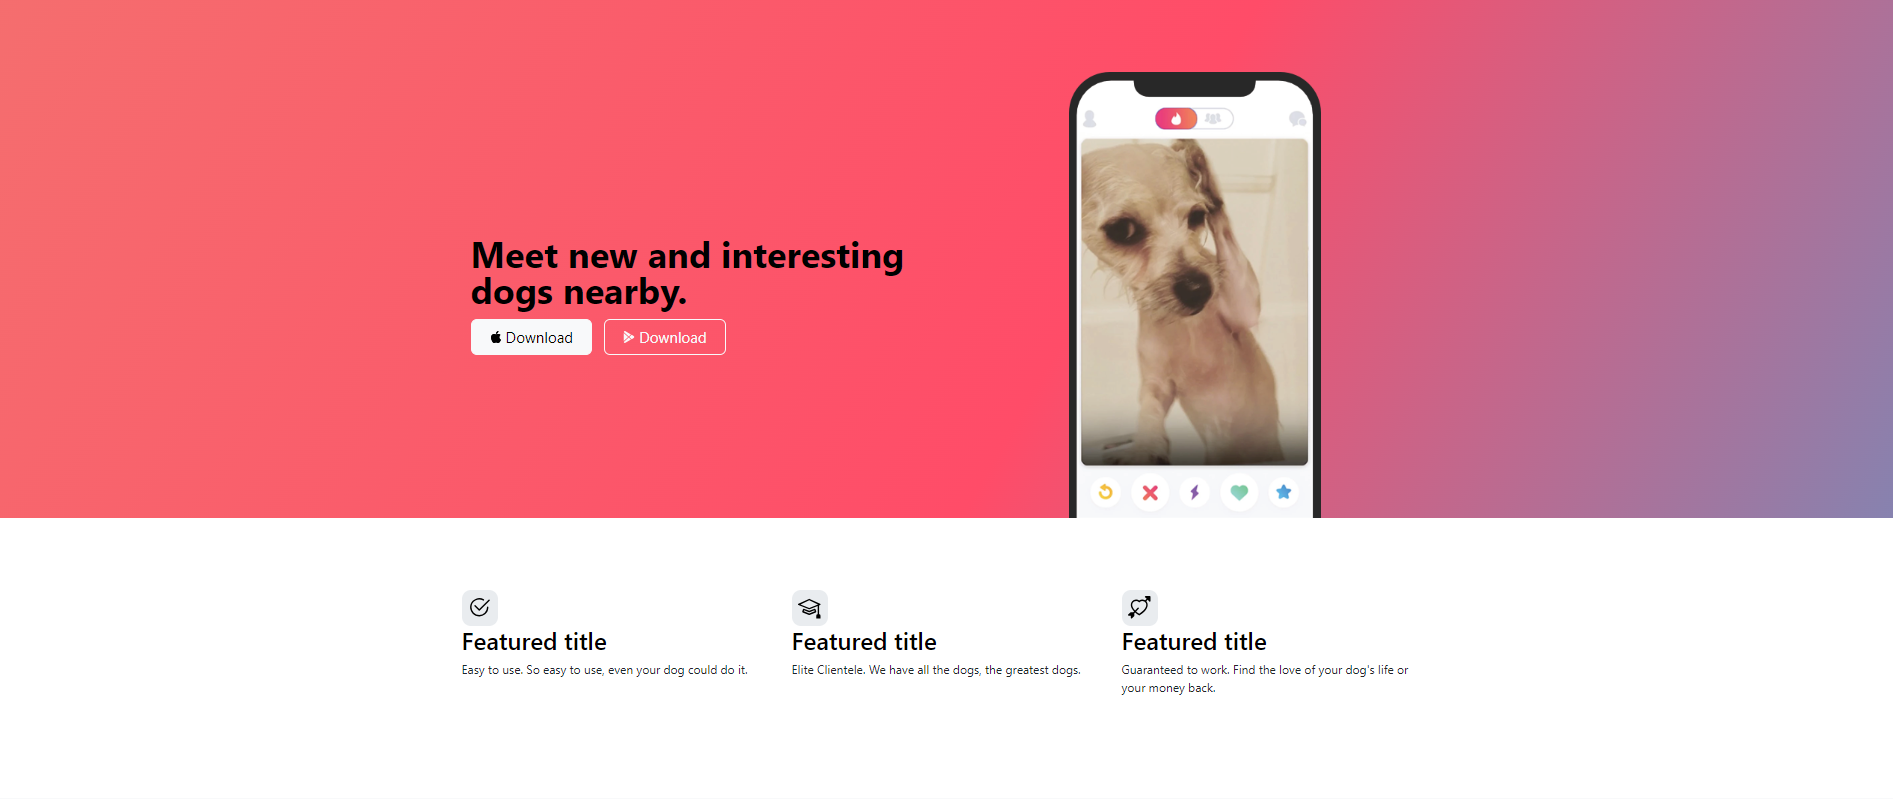 Meet new and interesting
dogs nearby.
Download
Download
Featured title
Easy to use. So easy to use, even your dog could do it.
Featured title
Elite Clientele. We have all the dogs, the greatest dogs.
Featured title
Guaranteed to work. Find the love of your dog's life or
your money back.